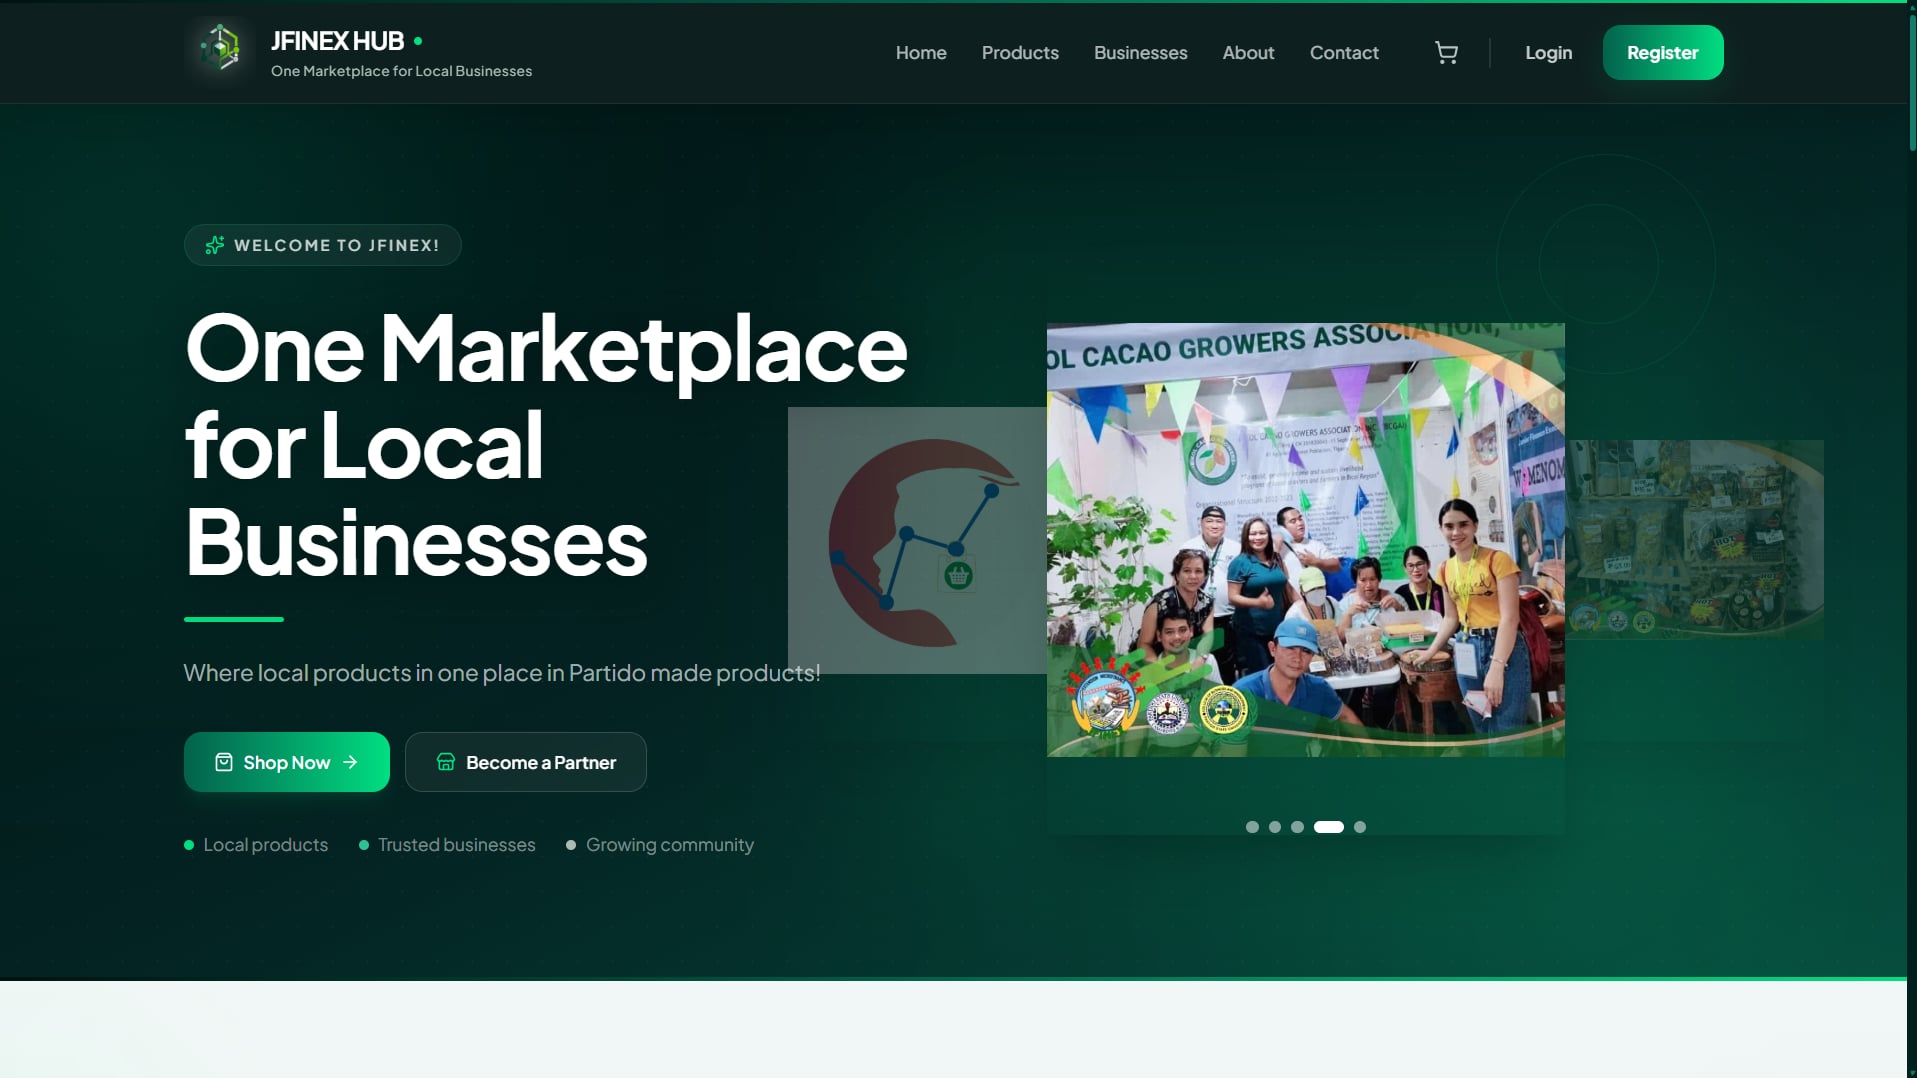 JFINEX HUB
One Marketplace for Local Businesses
Home
Products
Businesses
About
Contact
Login
Register
WELCOME TO JFINEX!
One Marketplace
for Local
Businesses
Where local products in one place in Partido made products!
Shop Now
Become a Partner
Local products
Trusted businesses
Growing community
OL CACAO GROWERS ASSOCIATION, INC.